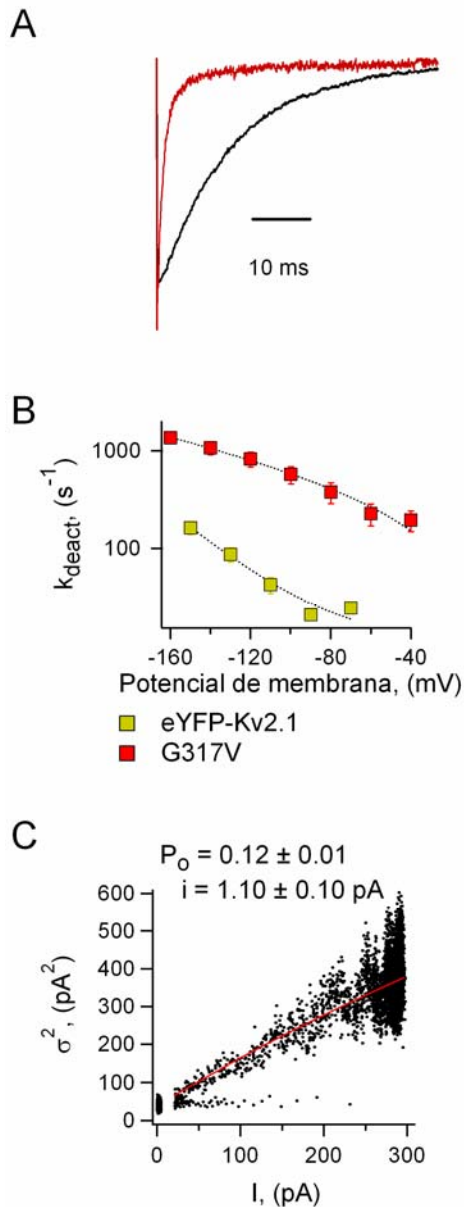 A
10 ms
B
k_deact, (s⁻¹)
1000
100
-160 -120 -80 -40
Potencial de membrana, (mV)
eYFP-Kv2.1
G317V
C
P_o = 0.12 ± 0.01
i = 1.10 ± 0.10 pA
σ², (pA²)
600
500
400
300
200
100
0
0 100 200 300
I, (pA)